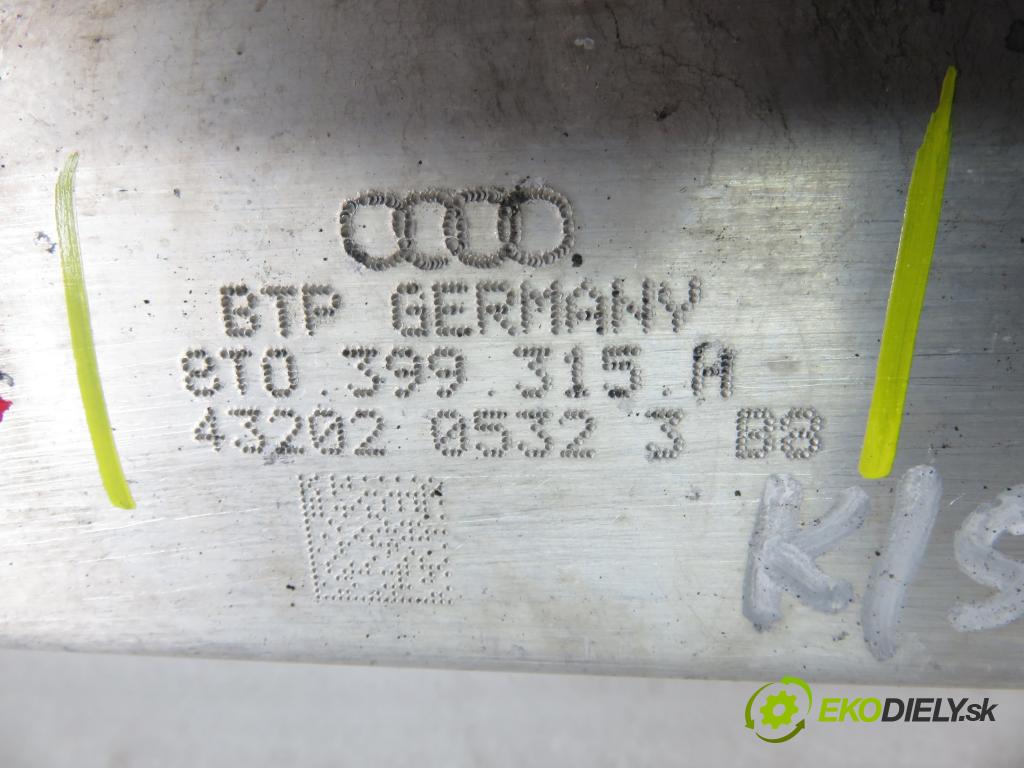 BTP GERMANY
8T0 399 315 A
43202 0532 3 B8
KIS
EKODIELY.sk